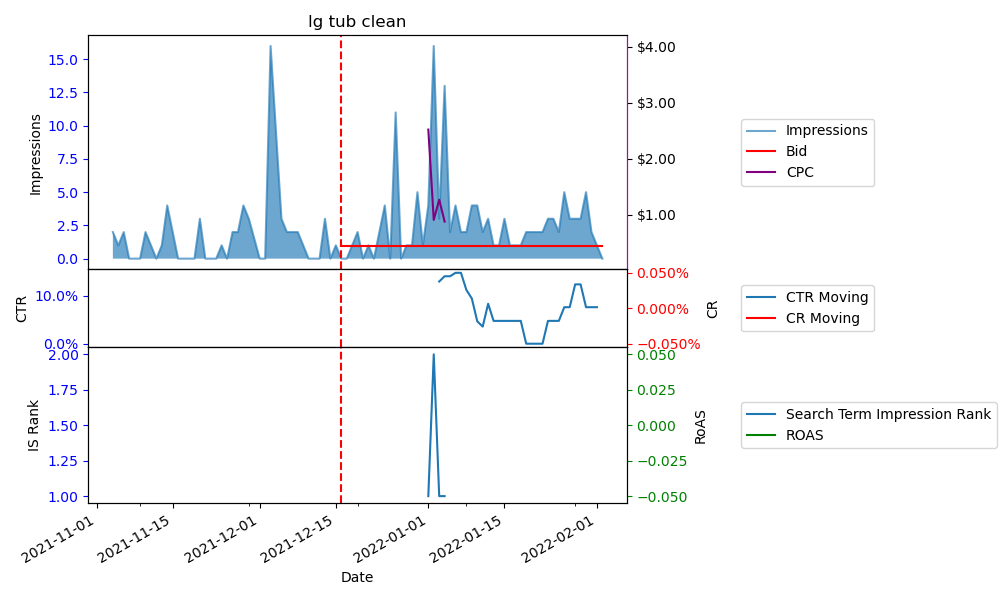 lg tub clean
Impressions
15.0
12.5
10.0
7.5
5.0
2.5
0.0
$4.00
$3.00
$2.00
$1.00
Impressions
Bid
CPC
CTR
10.0%
0.0%
0.050%
0.000%
−0.050%
CR
CTR Moving
CR Moving
IS Rank
2.00
1.75
1.50
1.25
1.00
0.050
0.025
0.000
−0.025
−0.050
RoAS
Search Term Impression Rank
ROAS
2021-11-01
2021-11-15
2021-12-01
2021-12-15
2022-01-01
2022-01-15
2022-02-01
Date